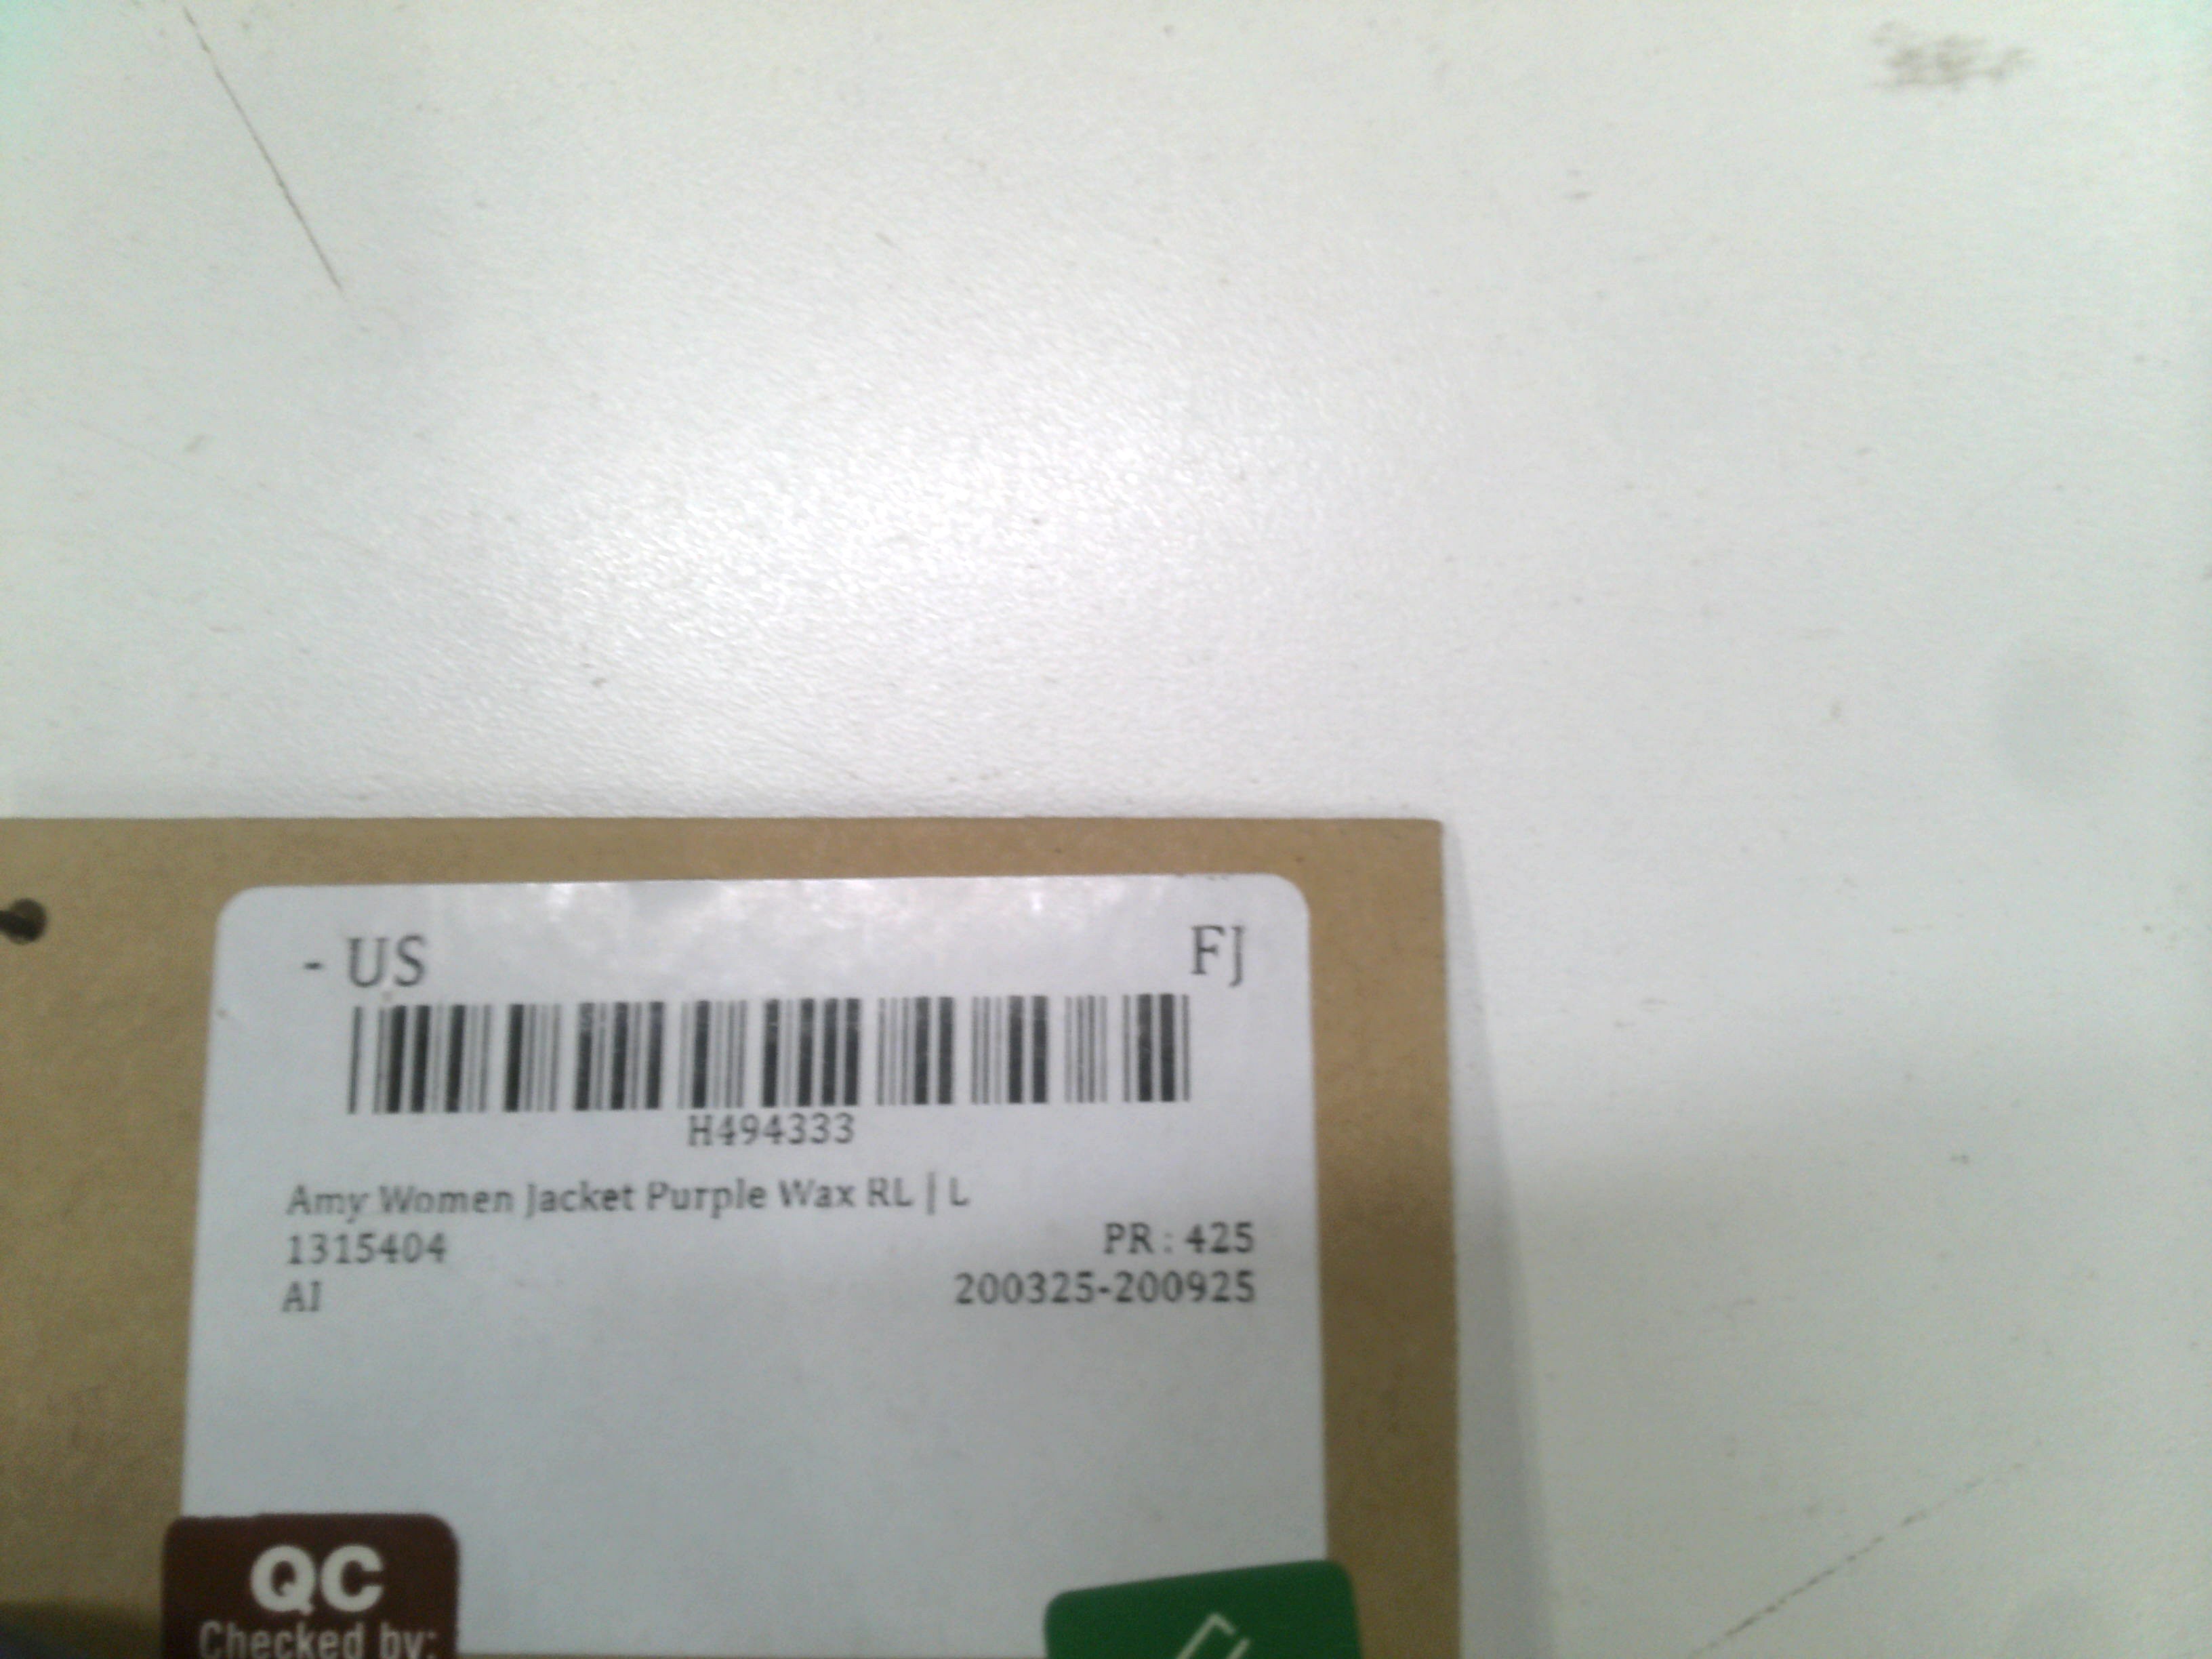 - US FJ
H494333
Amy Women Jacket Purple Wax RL | L
1315404 PR : 425
AI 200325-200925
QC
Checked by: